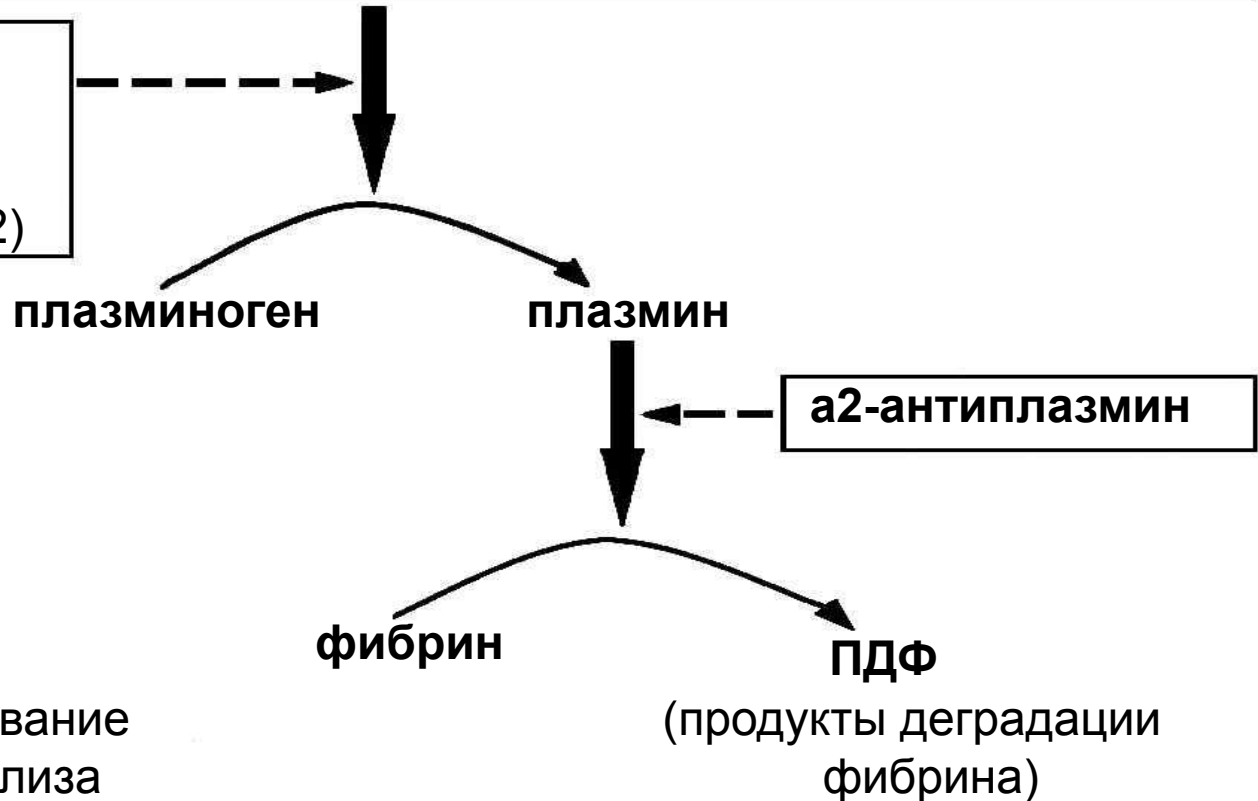 2)
плазминоген плазмин
а2-антиплазмин
фибрин
ПДФ
вание
лиза
(продукты деградации
фибрина)